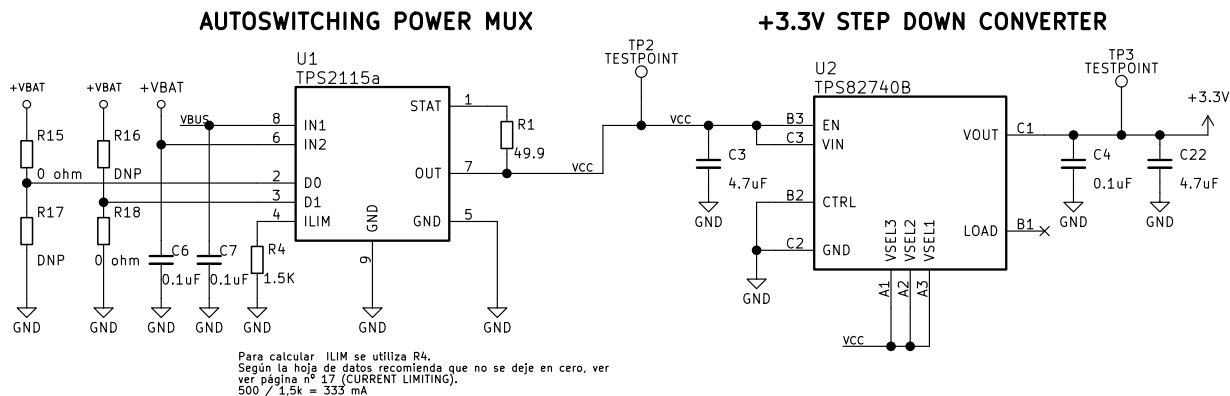 AUTOSWITCHING POWER MUX
+3.3V STEP DOWN CONVERTER
U1
TPS2115a
+VBAT
+VBAT
+VBAT
R15
0 ohm
R16
DNP
R17
DNP
R18
0 ohm
VBUS
C6
0.1uF
C7
0.1uF
R4
1.5K
8 IN1
6 IN2
2 D0
3 D1
4 ILIM
GND
9
STAT 1
OUT 7
GND 5
R1
49.9
VCC
GND
GND
GND
GND
GND
GND
GND
Para calcular ILIM se utiliza R4.
Según la hoja de datos recomienda que no se deje en cero, ver
ver página nº 17 (CURRENT LIMITING).
500 / 1,5k = 333 mA
TP2
TESTPOINT
VCC
C3
4.7uF
GND
GND
U2
TPS82740B
B3 EN
C3 VIN
B2 CTRL
C2 GND
VSEL3
VSEL2
VSEL1
A1
A2
A3
VCC
VOUT C1
LOAD B1
TP3
TESTPOINT
+3.3V
C4
0.1uF
GND
C22
4.7uF
GND